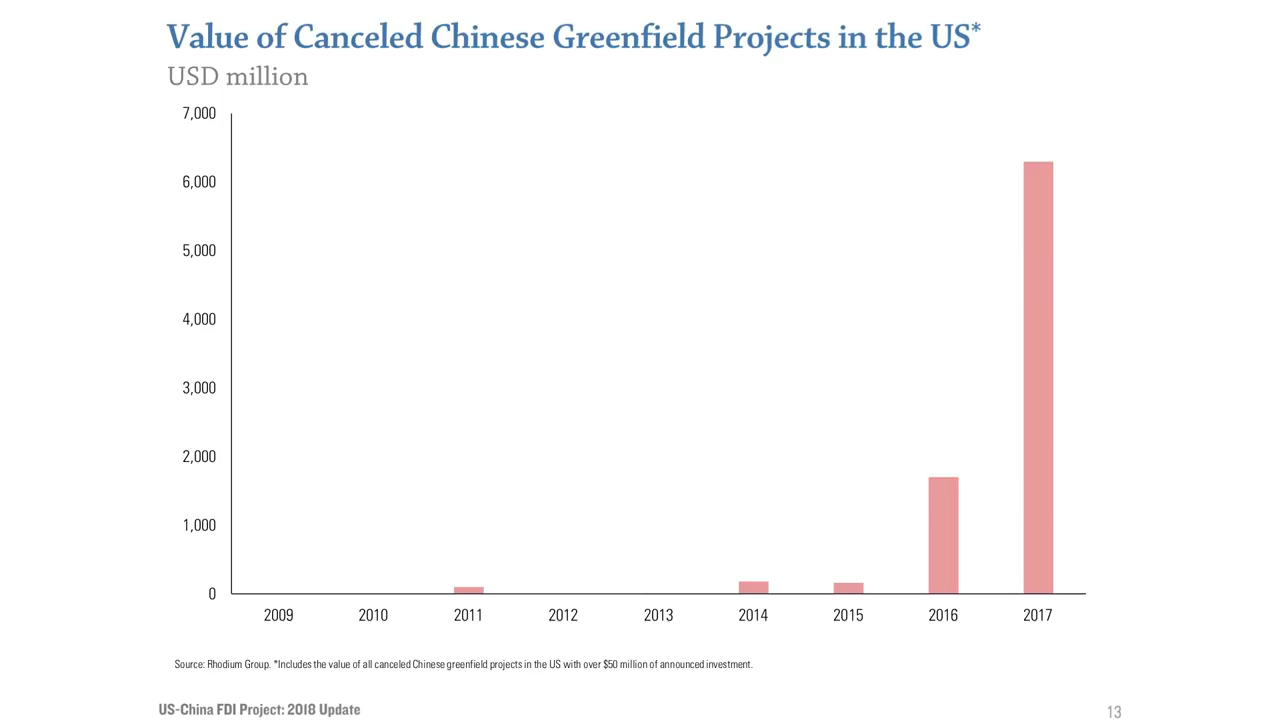 Value of Canceled Chinese Greenfield Projects in the US*
USD million
7,000
6,000
5,000
4,000
3,000
2,000
1,000
0
2009 2010 2011 2012 2013 2014 2015 2016 2017
Source: Rhodium Group. *Includes the value of all canceled Chinese greenfield projects in the US with over $50 million of announced investment.
US-China FDI Project: 2018 Update
13